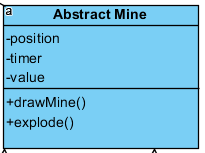 a
Abstract Mine
-position
-timer
-value
+drawMine()
+explode()